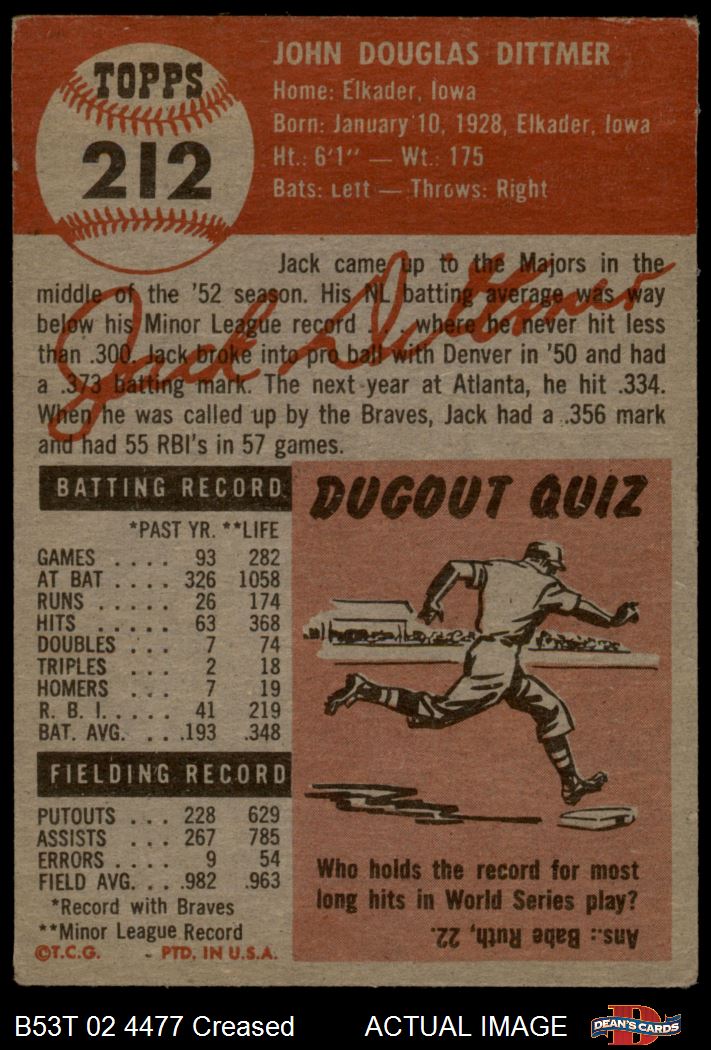 TOPPS
212
JOHN DOUGLAS DITTMER
Home: Elkader, Iowa
Born: January 10, 1928, Elkader, Iowa
Ht.: 6'1" — Wt.: 175
Bats: Left — Throws: Right
Jack came up to the Majors in the
middle of the '52 season. His NL batting average was way
below his Minor League record . . . where he never hit less
than .300. Jack broke into pro ball with Denver in '50 and had
a .373 batting mark. The next year at Atlanta, he hit .334.
When he was called up by the Braves, Jack had a .356 mark
and had 55 RBI's in 57 games.
Jack Dittmer
BATTING RECORD
*PAST YR. **LIFE
GAMES . . . . 93 282
AT BAT . . . . 326 1058
RUNS . . . . . 26 174
HITS . . . . . 63 368
DOUBLES . . . 7 74
TRIPLES . . . 2 18
HOMERS . . . 7 19
R. B. I. . . . . 41 219
BAT. AVG. . . .193 .348
FIELDING RECORD
PUTOUTS . . . 228 629
ASSISTS . . . 267 785
ERRORS . . . . 9 54
FIELD AVG. . . .982 .963
*Record with Braves
**Minor League Record
©T.C.G. - PTD. IN U.S.A.
DUGOUT QUIZ
Who holds the record for most
long hits in World Series play?
Ans.: Babe Ruth, 22.
B53T 02 4477 Creased ACTUAL IMAGE
D
DEAN'S CARDS